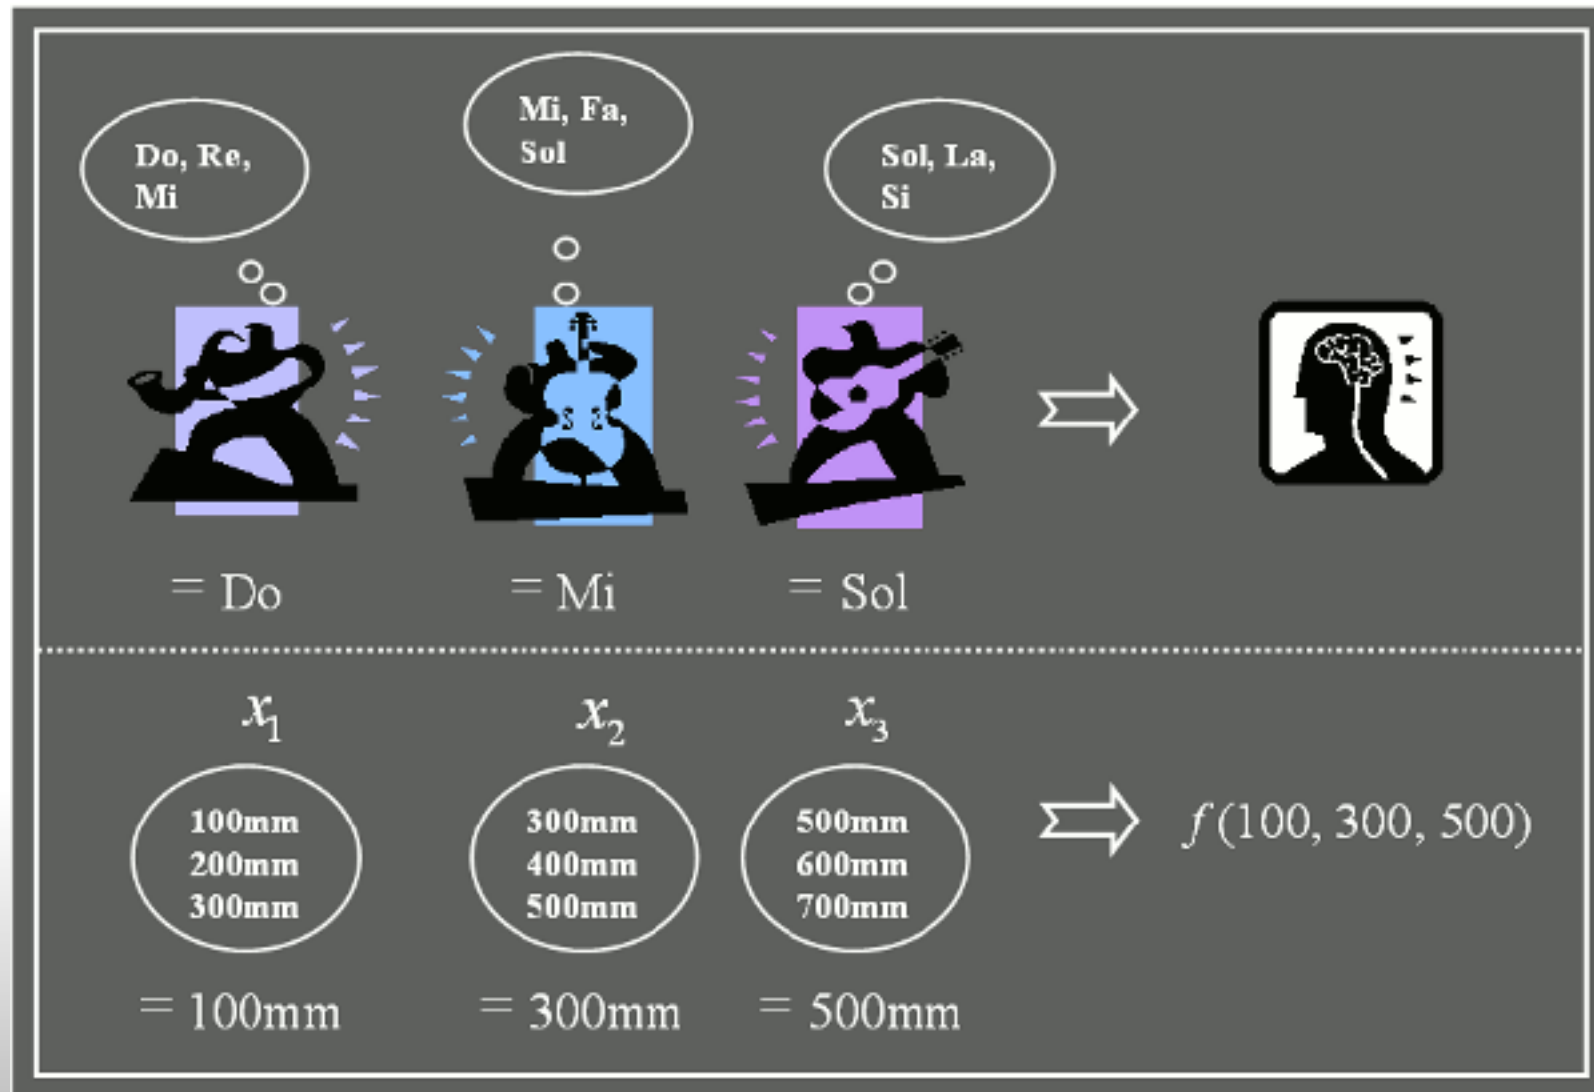 Do, Re,
Mi
Mi, Fa,
Sol
Sol, La,
Si
= Do
= Mi
= Sol
x₁
x₂
x₃
100mm
200mm
300mm
300mm
400mm
500mm
500mm
600mm
700mm
f(100, 300, 500)
= 100mm
= 300mm
= 500mm